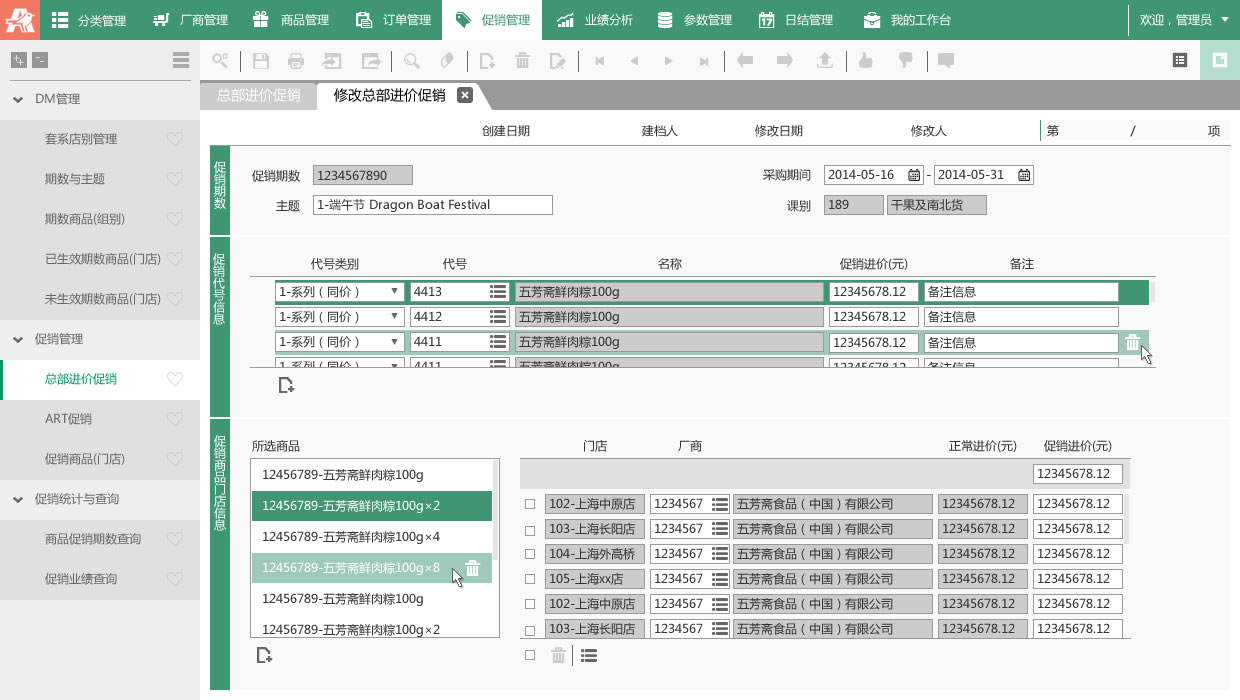 分类管理 厂商管理 商品管理 订单管理 促销管理 业绩分析 参数管理 日结管理 我的工作台 欢迎，管理员
DM管理
套系店别管理
期数与主题
期数商品(组别)
已生效期数商品(门店)
未生效期数商品(门店)
促销管理
总部进价促销
ART促销
促销商品(门店)
促销统计与查询
商品促销期数查询
促销业绩查询
总部进价促销 修改总部进价促销
创建日期 建档人 修改日期 修改人 第 / 项
促销期数
促销期数 1234567890 采购期间 2014-05-16 - 2014-05-31
主题 1-端午节 Dragon Boat Festival 课别 189 干果及南北货
促销代号信息
代号类别 代号 名称 促销进价(元) 备注
1-系列（同价） 4413 五芳斋鲜肉粽100g 12345678.12 备注信息
1-系列（同价） 4412 五芳斋鲜肉粽100g 12345678.12 备注信息
1-系列（同价） 4411 五芳斋鲜肉粽100g 12345678.12 备注信息
1-系列（同价） 4411 五芳斋鲜肉粽100g 12345678.12 备注信息
促销商品门店信息
所选商品
12456789-五芳斋鲜肉粽100g
12456789-五芳斋鲜肉粽100g×2
12456789-五芳斋鲜肉粽100g×4
12456789-五芳斋鲜肉粽100g×8
12456789-五芳斋鲜肉粽100g
12456789-五芳斋鲜肉粽100g×2
门店 厂商 正常进价(元) 促销进价(元)
12345678.12
102-上海中原店 1234567 五芳斋食品（中国）有限公司 12345678.12 12345678.12
103-上海长阳店 1234567 五芳斋食品（中国）有限公司 12345678.12 12345678.12
104-上海外高桥 1234567 五芳斋食品（中国）有限公司 12345678.12 12345678.12
105-上海xx店 1234567 五芳斋食品（中国）有限公司 12345678.12 12345678.12
102-上海中原店 1234567 五芳斋食品（中国）有限公司 12345678.12 12345678.12
103-上海长阳店 1234567 五芳斋食品（中国）有限公司 12345678.12 12345678.12